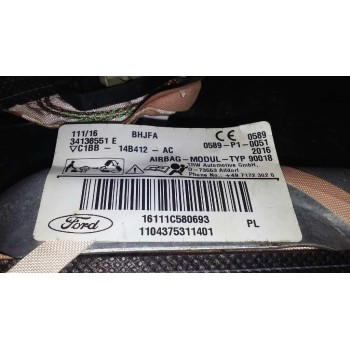 111/16 BHJFA CE 0589
34138551 E 0589-P1-0051
C1BB - 14B412 - AC 2016
AIRBAG-MODUL-TYP 90018
TRW Automotive GmbH,
D-73553 Alfdorf
Phone No.: +49 7172 302 0
16111C580693 PL
Ford
1104375311401